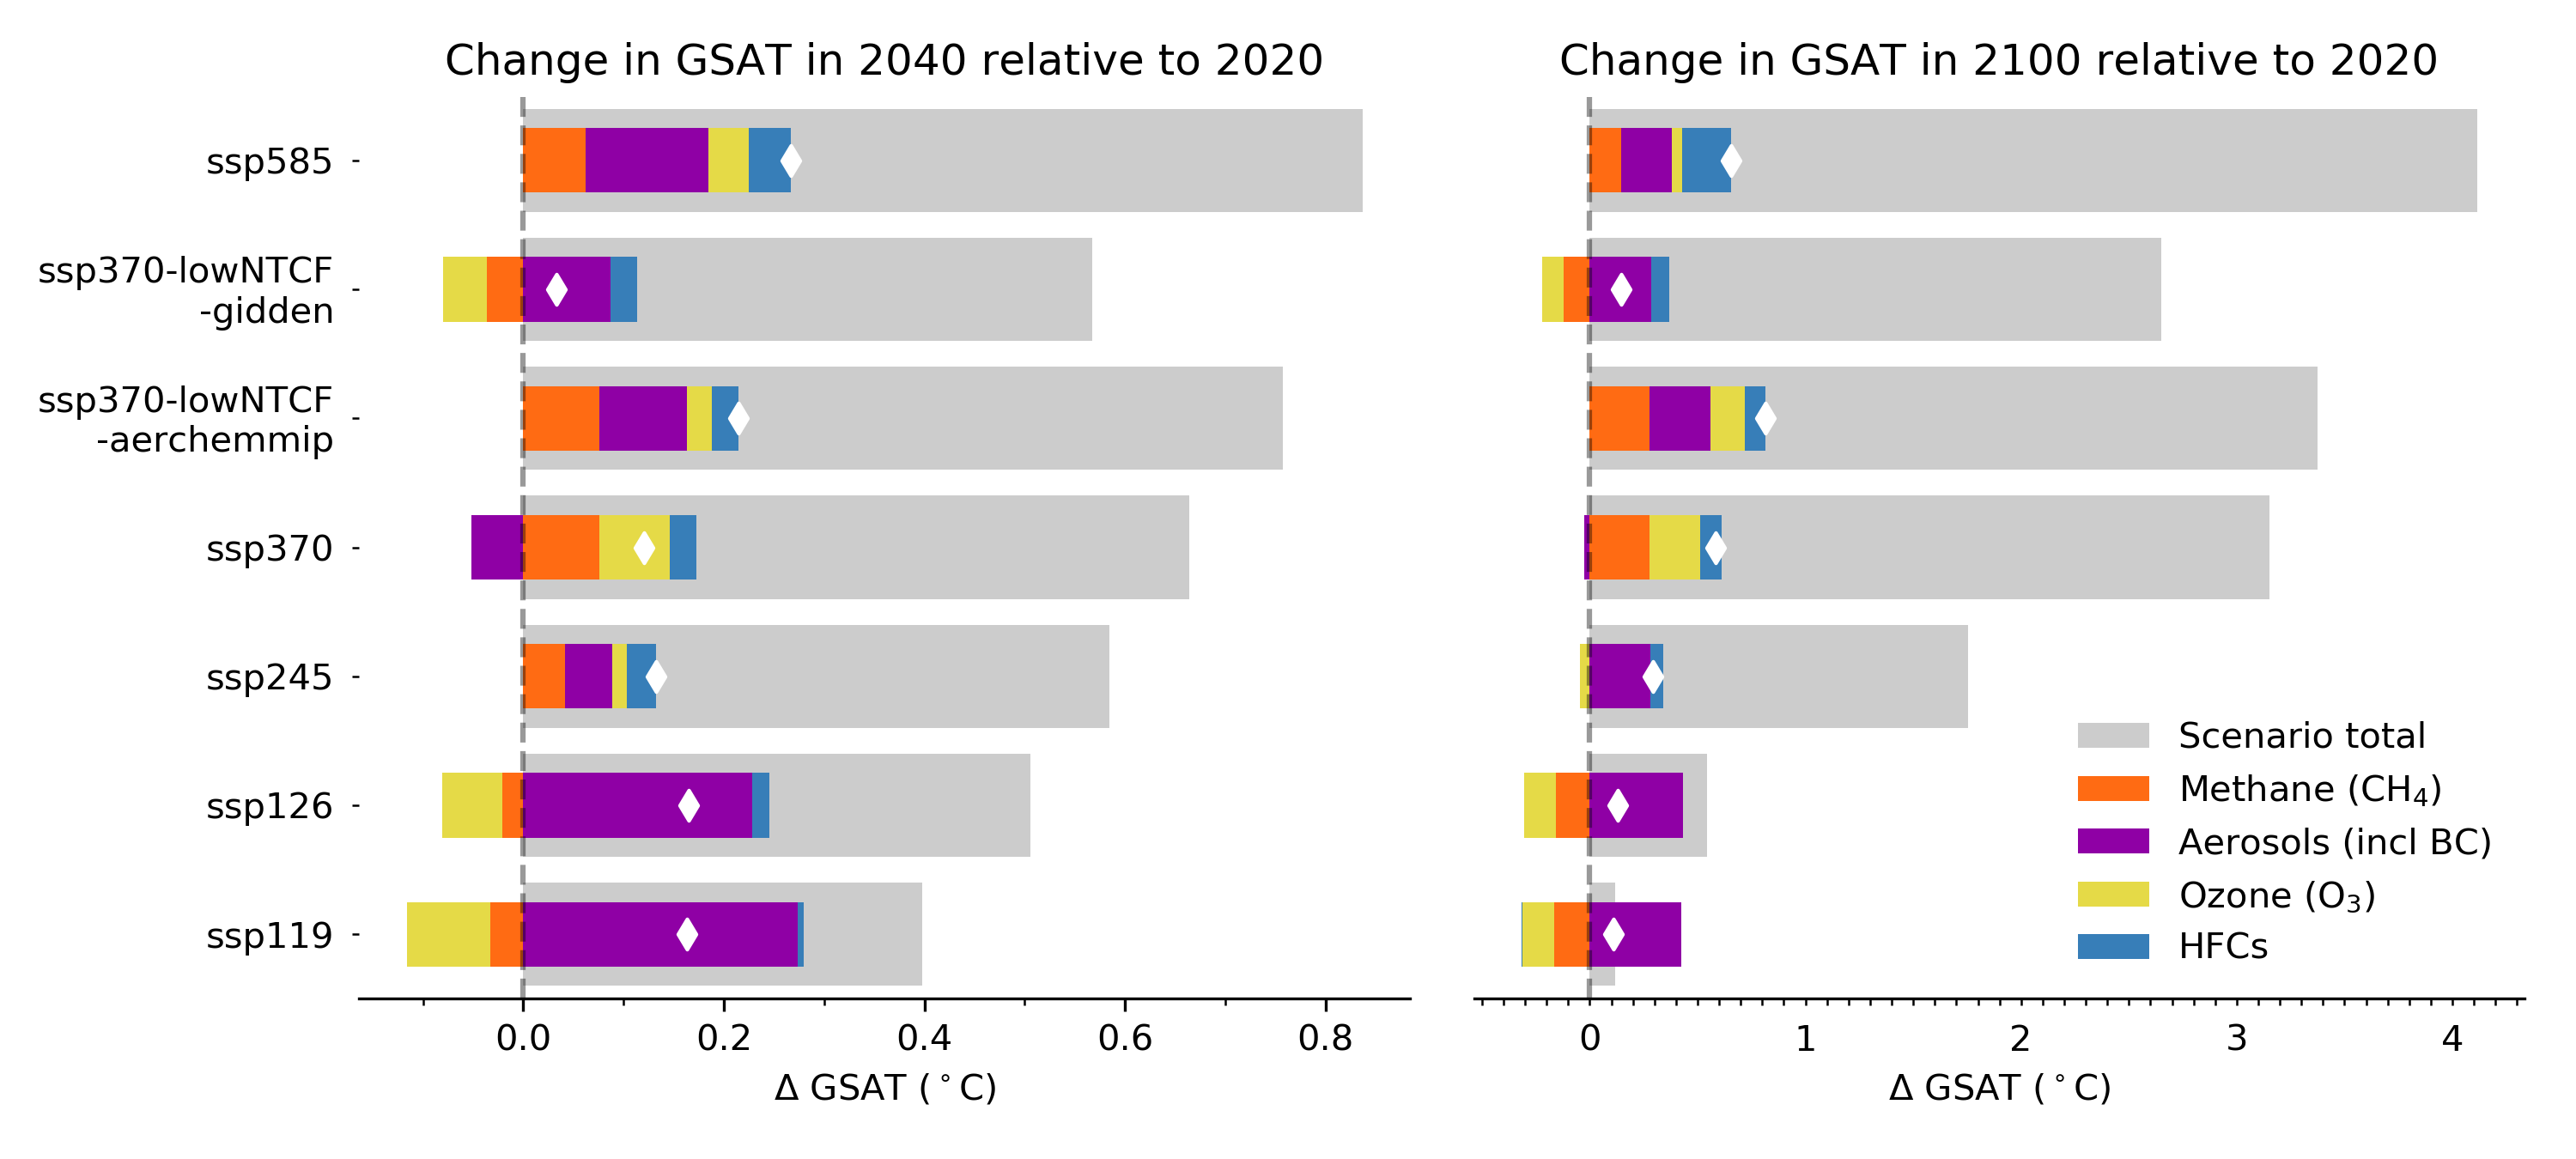 Change in GSAT in 2040 relative to 2020
ssp585
ssp370-lowNTCF
-gidden
ssp370-lowNTCF
-aerchemmip
ssp370
ssp245
ssp126
ssp119
0.0 0.2 0.4 0.6 0.8
Δ GSAT (°C)
Change in GSAT in 2100 relative to 2020
Scenario total
Methane (CH₄)
Aerosols (incl BC)
Ozone (O₃)
HFCs
0 1 2 3 4
Δ GSAT (°C)